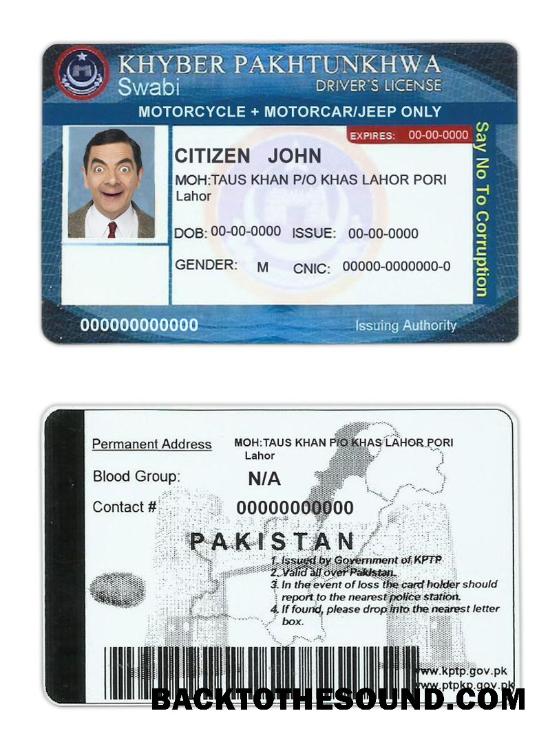 KHYBER PAKHTUNKHWA
Swabi
DRIVER'S LICENSE
MOTORCYCLE + MOTORCAR/JEEP ONLY
EXPIRES: 00-00-0000
CITIZEN JOHN
MOH:TAUS KHAN P/O KHAS LAHOR PORI
Lahor
DOB: 00-00-0000 ISSUE: 00-00-0000
GENDER: M CNIC: 00000-0000000-0
Say No To Corruption
000000000000
Issuing Authority
Permanent Address MOH:TAUS KHAN P/O KHAS LAHOR PORI
Lahor
Blood Group: N/A
Contact # 00000000000
PAKISTAN
1. Issued by Government of KPTP
2. Valid all over Pakistan.
3. In the event of loss the card holder should
report to the nearest police station.
4. If found, please drop into the nearest letter
box.
www.kptp.gov.pk
www.ptpkp.gov.pk
BACKTOTHESOUND.COM